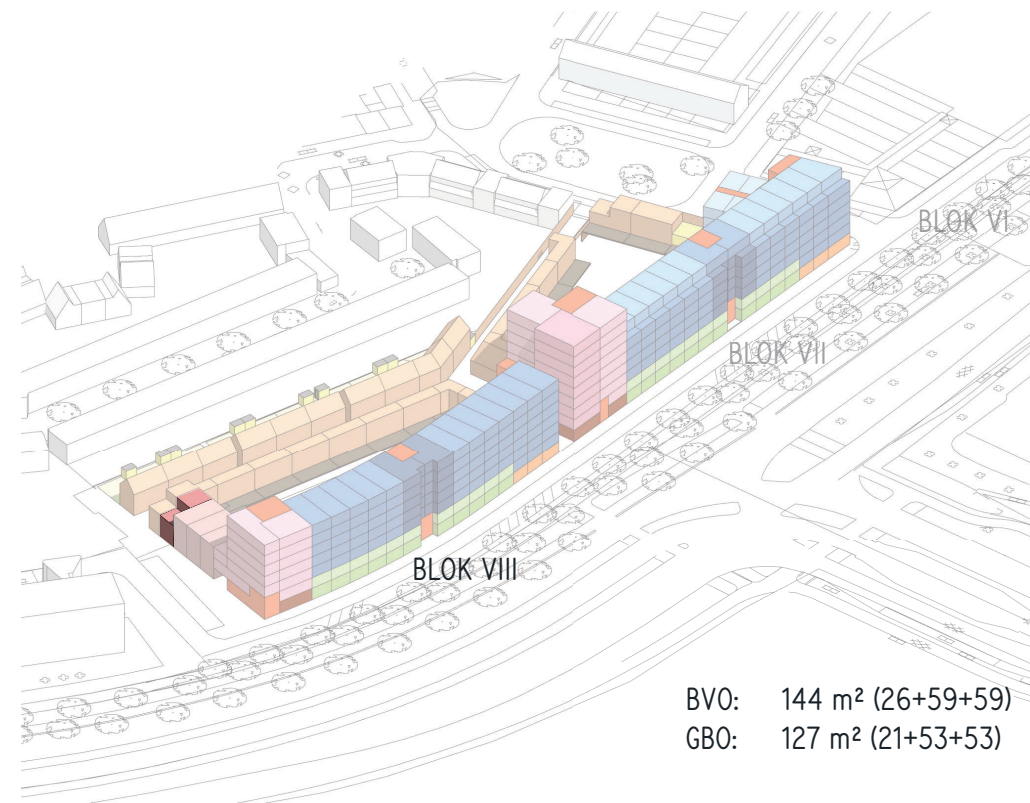 BLOK VI
BLOK VII
BLOK VIII
BVO: 144 m² (26+59+59)
GBO: 127 m² (21+53+53)